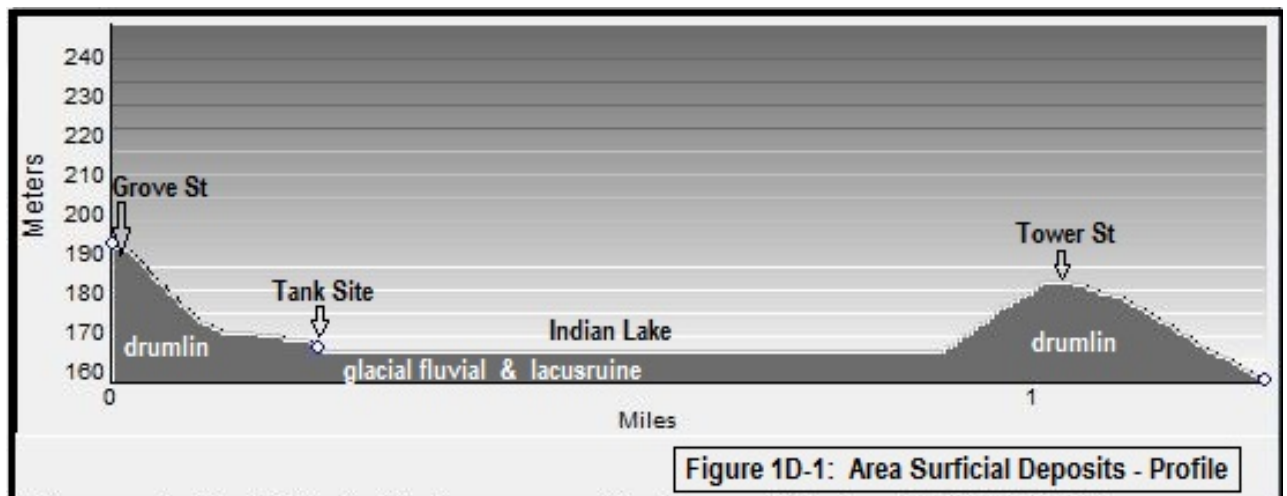 Meters
240
230
220
210
200
190
180
170
160
Grove St
Tank Site
Indian Lake
Tower St
drumlin
glacial fluvial & lacusruine
drumlin
0
1
Miles
Figure 1D-1: Area Surficial Deposits - Profile